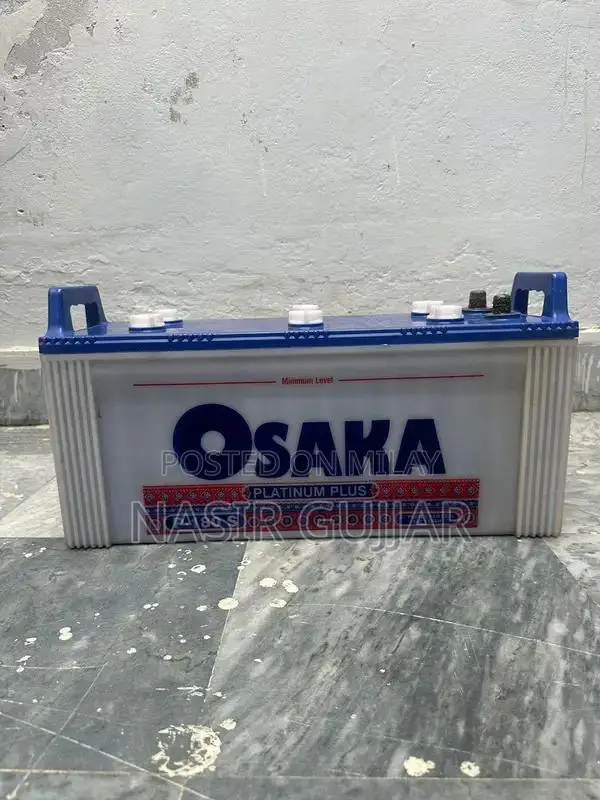 Minimum Level
OSAKA
POSTED ON MILAY
PLATINUM PLUS
NASIR GUJJAR